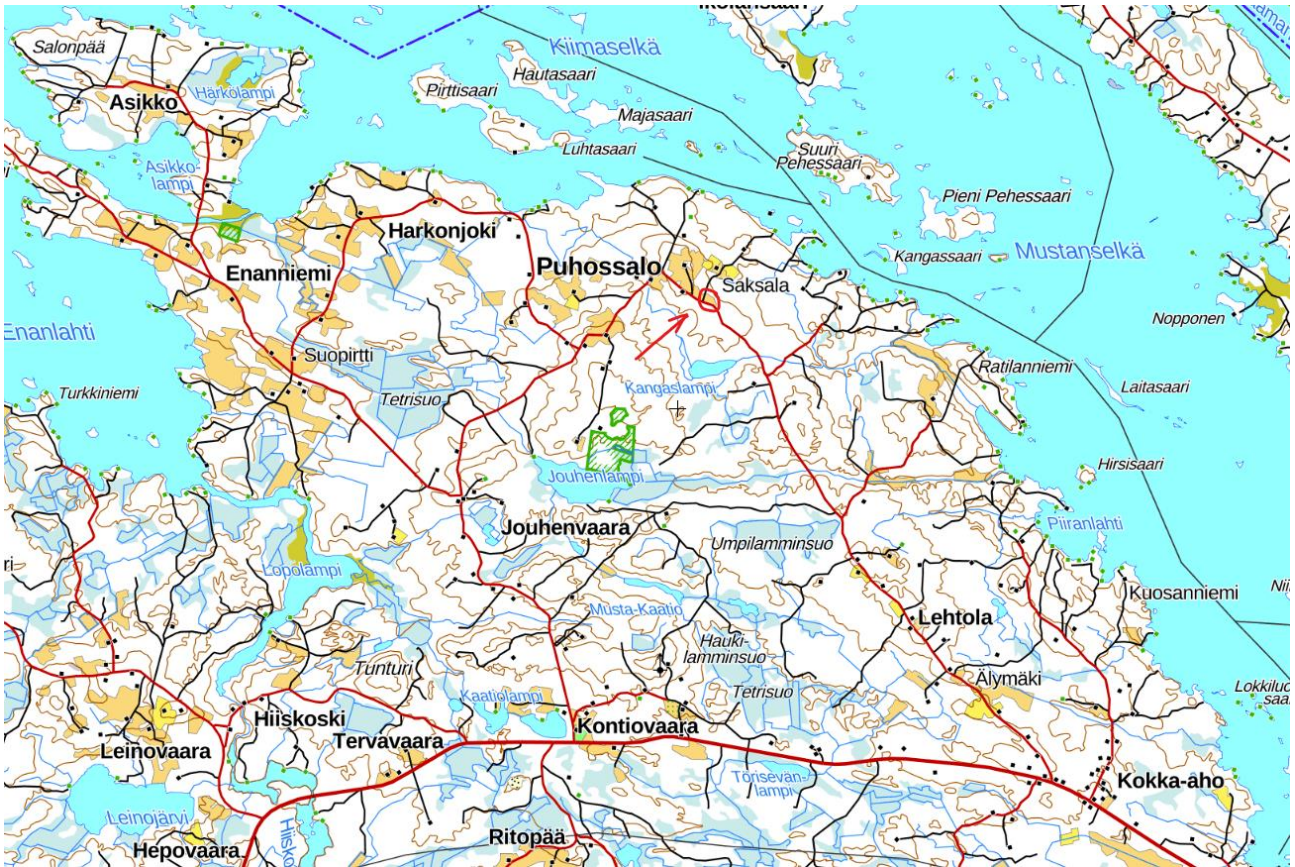 Ikolansaari
Salonpää
Kiimaselkä
Hautasaari
Härkölampi
Pirttisaari
Asikko
Majasaari
Luhtasaari
Suuri
Pehessaari
Asikko-
lampi
Pieni Pehessaari
Harkonjoki
Kangassaari
Mustanselkä
Enanniemi
Puhossalo
Saksala
Nopponen
Enanlahti
Suopirtti
Ratilanniemi
Turkkiniemi
Tetrisuo
Kangaslampi
Laitasaari
Jouhenlampi
Hirsisaari
Jouhenvaara
Piiranlahti
Umpilamminsuo
Lopolampi
Kuosanniemi
Musta-Kaatio
Lehtola
Hauki-
lamminsuo
Tunturi
Älymäki
Tetrisuo
Kaatiolampi
Hiiskoski
Kontiovaara
Leinovaara
Tervavaara
Törisevän-
lampi
Kokka-aho
Leinojärvi
Ritopää
Hepovaara